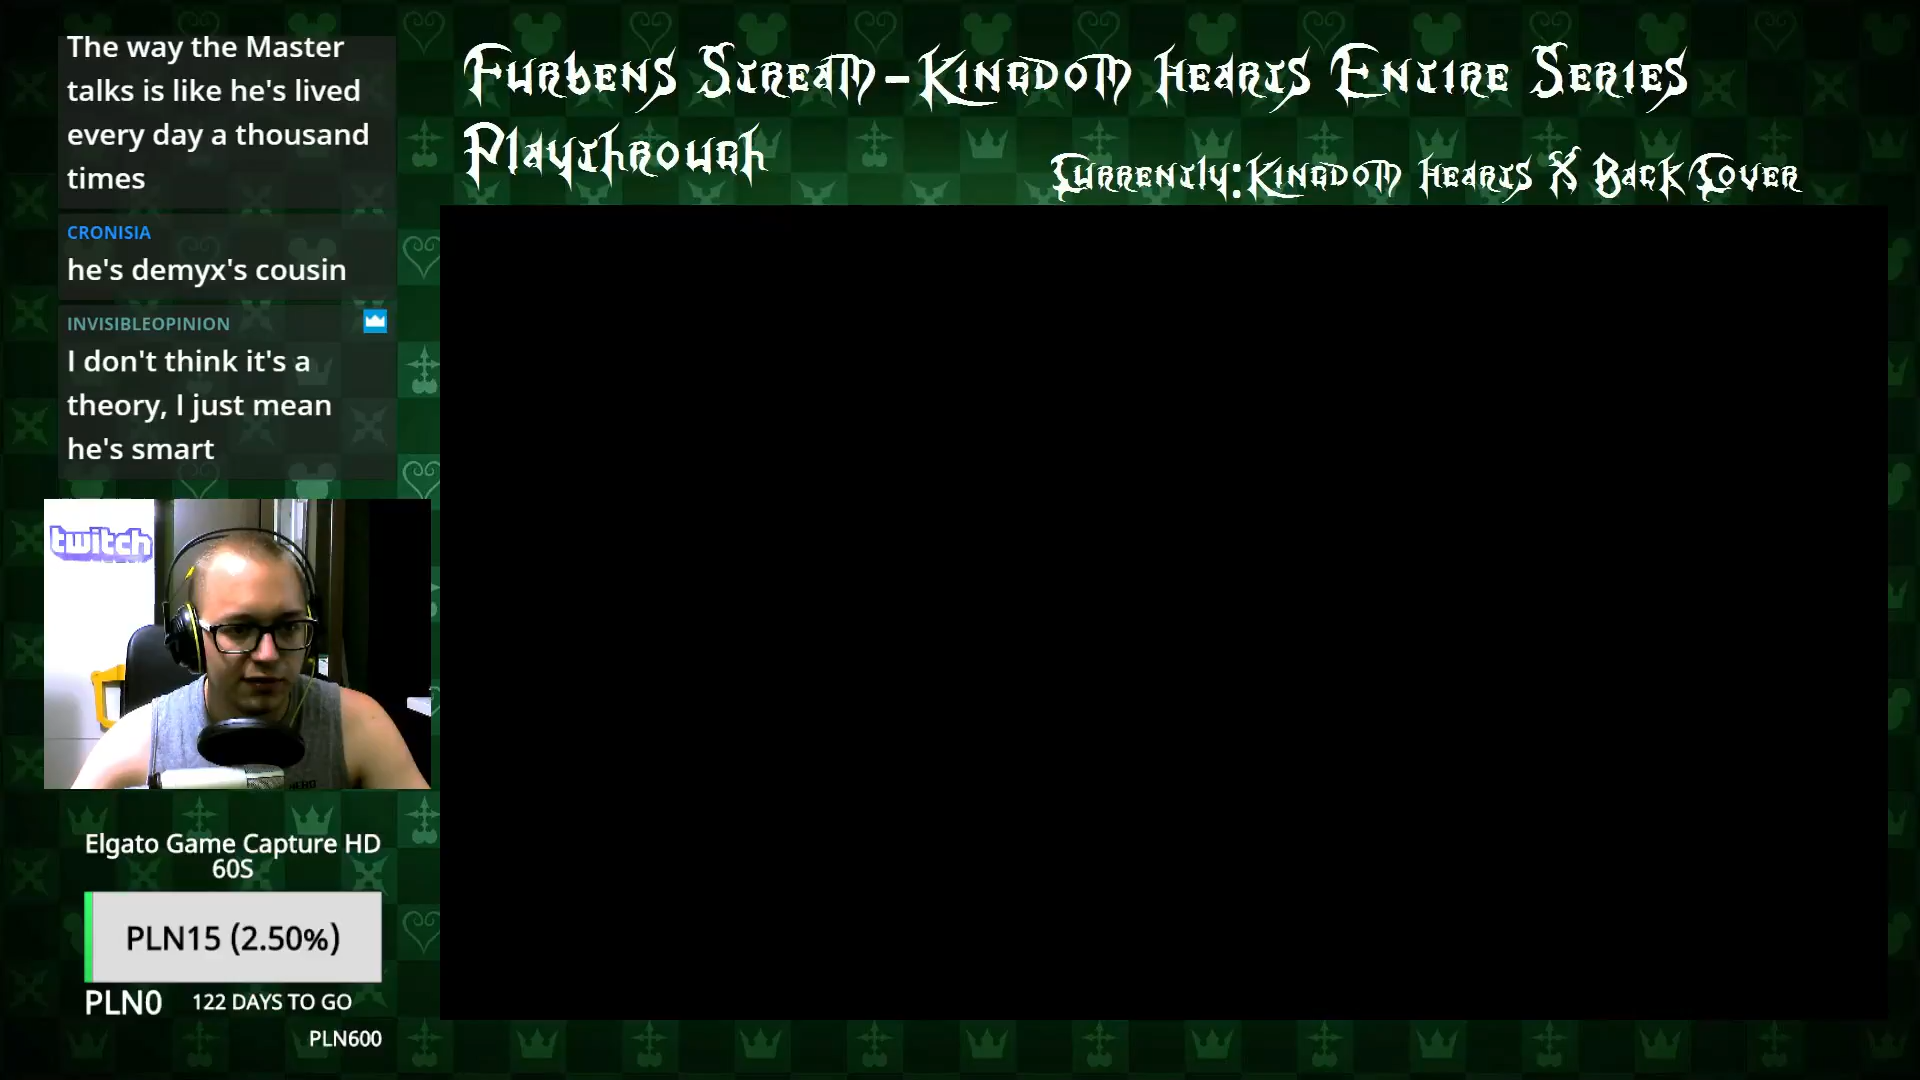 The way the Master
talks is like he's lived
every day a thousand
times
CRONISIA
he's demyx's cousin
INVISIBLEOPINION
I don't think it's a
theory, I just mean
he's smart
Furbens Stream-Kingdom Hearts Entire Series
Playthrough
Currently:Kingdom Hearts X Back Cover
twitch
Elgato Game Capture HD
60S
PLN15 (2.50%)
PLN0 122 DAYS TO GO
PLN600